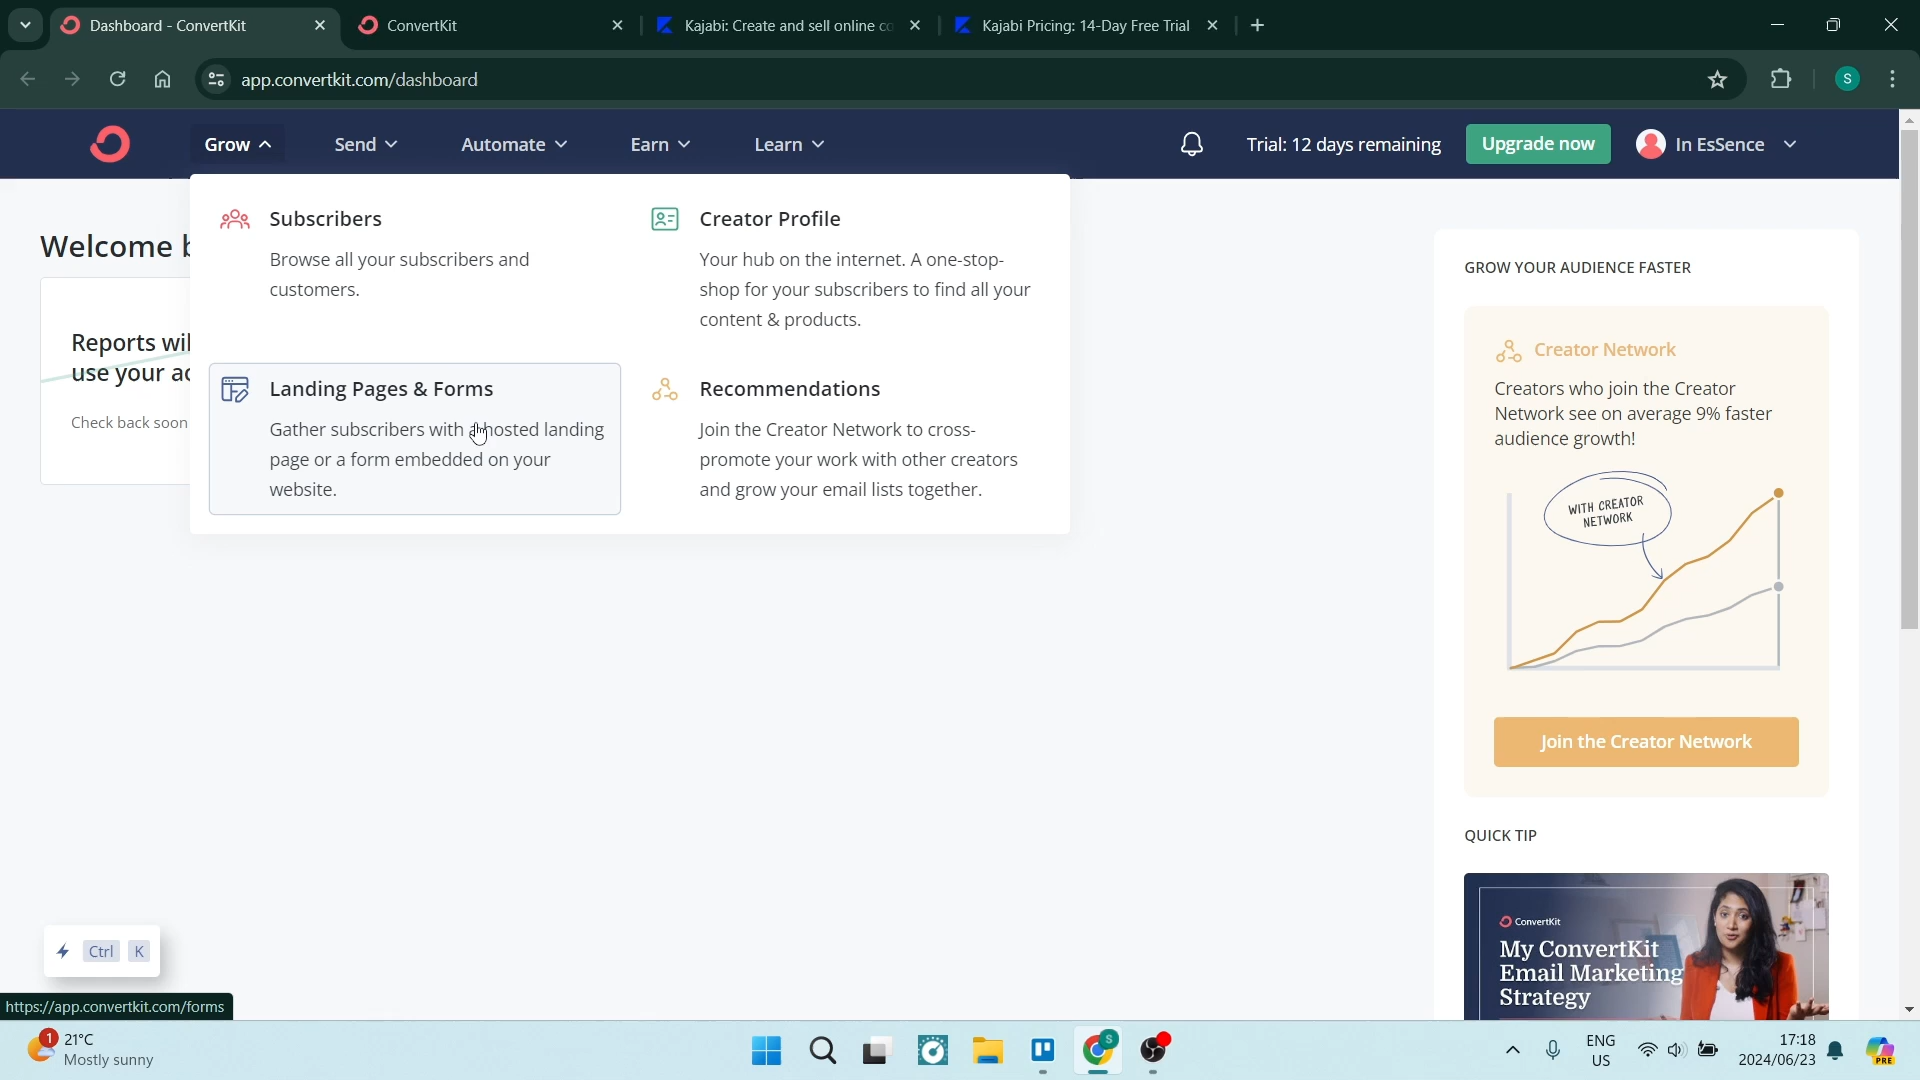 Dashboard - ConvertKit
ConvertKit
Kajabi: Create and sell online co
Kajabi Pricing: 14-Day Free Trial
app.convertkit.com/dashboard
S
Grow
Send
Automate
Earn
Learn
Trial: 12 days remaining
Upgrade now
In EsSence
Welcome b
Reports wil
use your ac
Check back soon
Subscribers
Browse all your subscribers and
customers.
Creator Profile
Your hub on the internet. A one-stop-
shop for your subscribers to find all your
content & products.
Landing Pages & Forms
Gather subscribers with a hosted landing
page or a form embedded on your
website.
Recommendations
Join the Creator Network to cross-
promote your work with other creators
and grow your email lists together.
GROW YOUR AUDIENCE FASTER
Creator Network
Creators who join the Creator
Network see on average 9% faster
audience growth!
WITH CREATOR
NETWORK
Join the Creator Network
QUICK TIP
ConvertKit
My ConvertKit
Email Marketing
Strategy
Ctrl K
https://app.convertkit.com/forms
1
21°C
Mostly sunny
S
ENG
US
17:18
2024/06/23
PRE